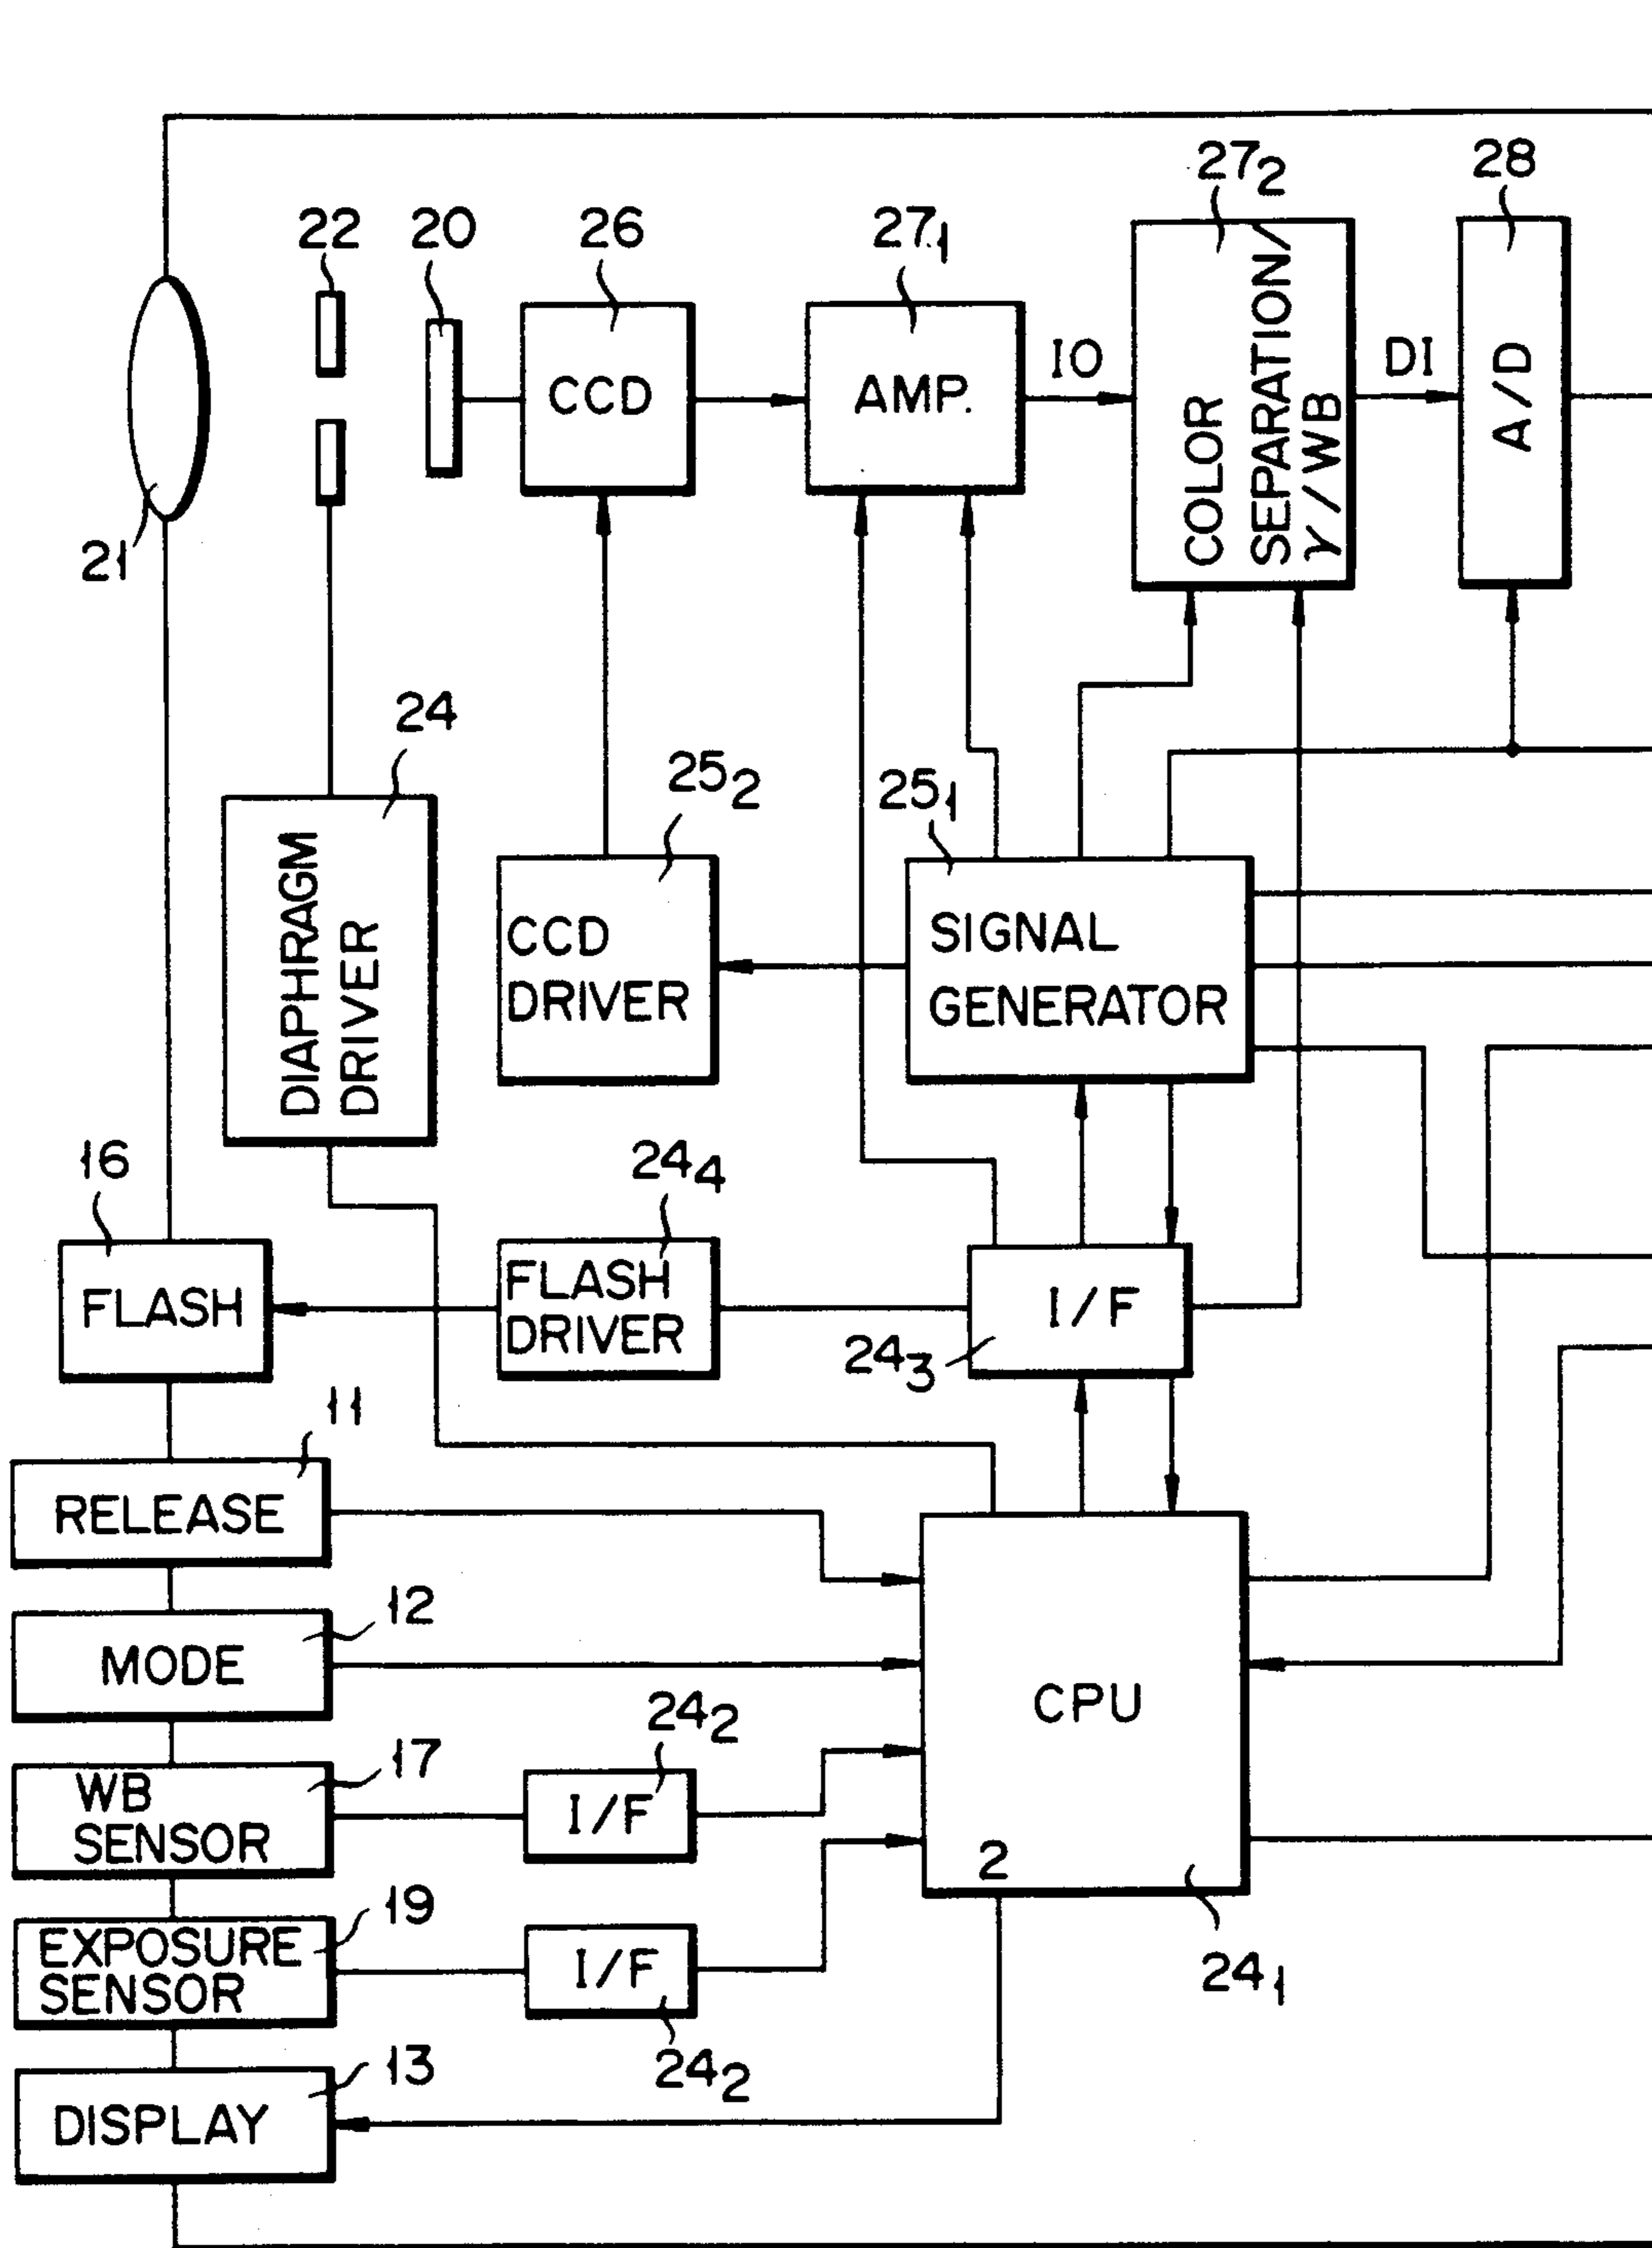 27₂
28
22
20
26
27₁
CCD
AMP.
IO
COLOR
SEPARATION/
γ/WB
DI
A/D
21
24
25₂
25₁
DIAPHRAGM
DRIVER
CCD
DRIVER
SIGNAL
GENERATOR
16
24₄
FLASH
FLASH
DRIVER
I/F
24₃
11
RELEASE
12
MODE
CPU
24₂
17
WB
SENSOR
I/F
2
19
EXPOSURE
SENSOR
I/F
24₁
24₂
13
DISPLAY